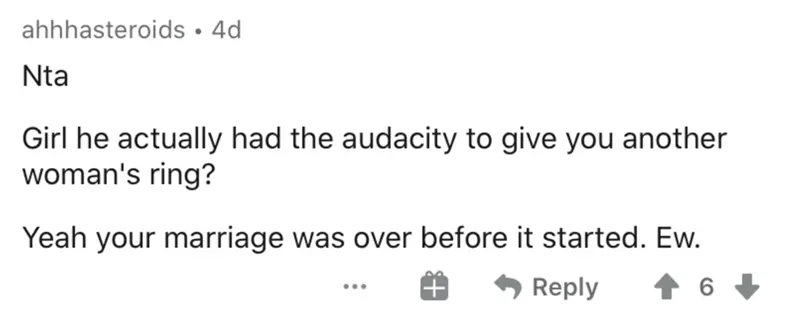 ahhhasteroids • 4d
Nta
Girl he actually had the audacity to give you another
woman's ring?
Yeah your marriage was over before it started. Ew.
... Reply 6